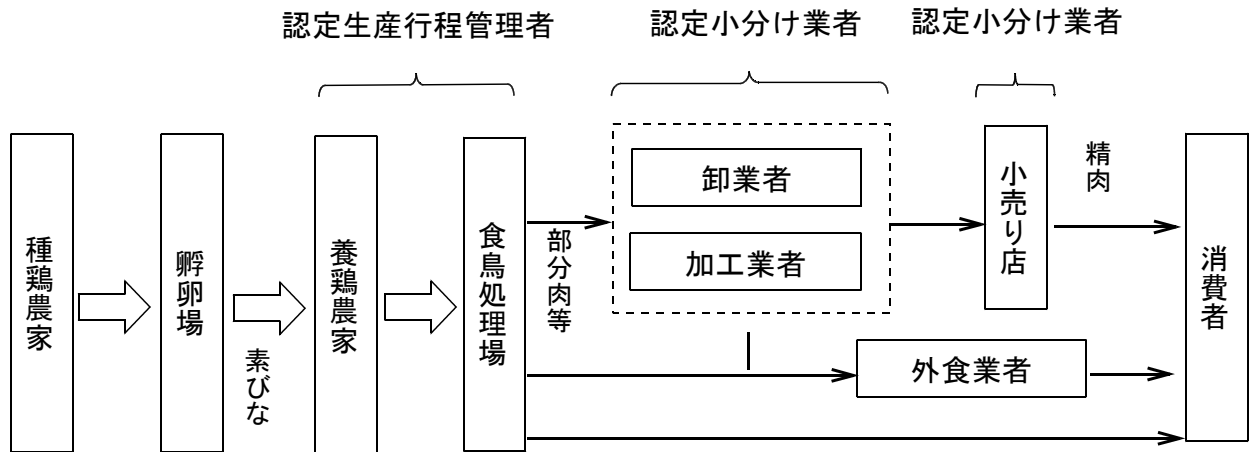 認定生産行程管理者
認定小分け業者
認定小分け業者
種鶏農家
孵卵場
素びな
養鶏農家
食鳥処理場
部分肉等
卸業者
加工業者
小売り店
精肉
外食業者
消費者